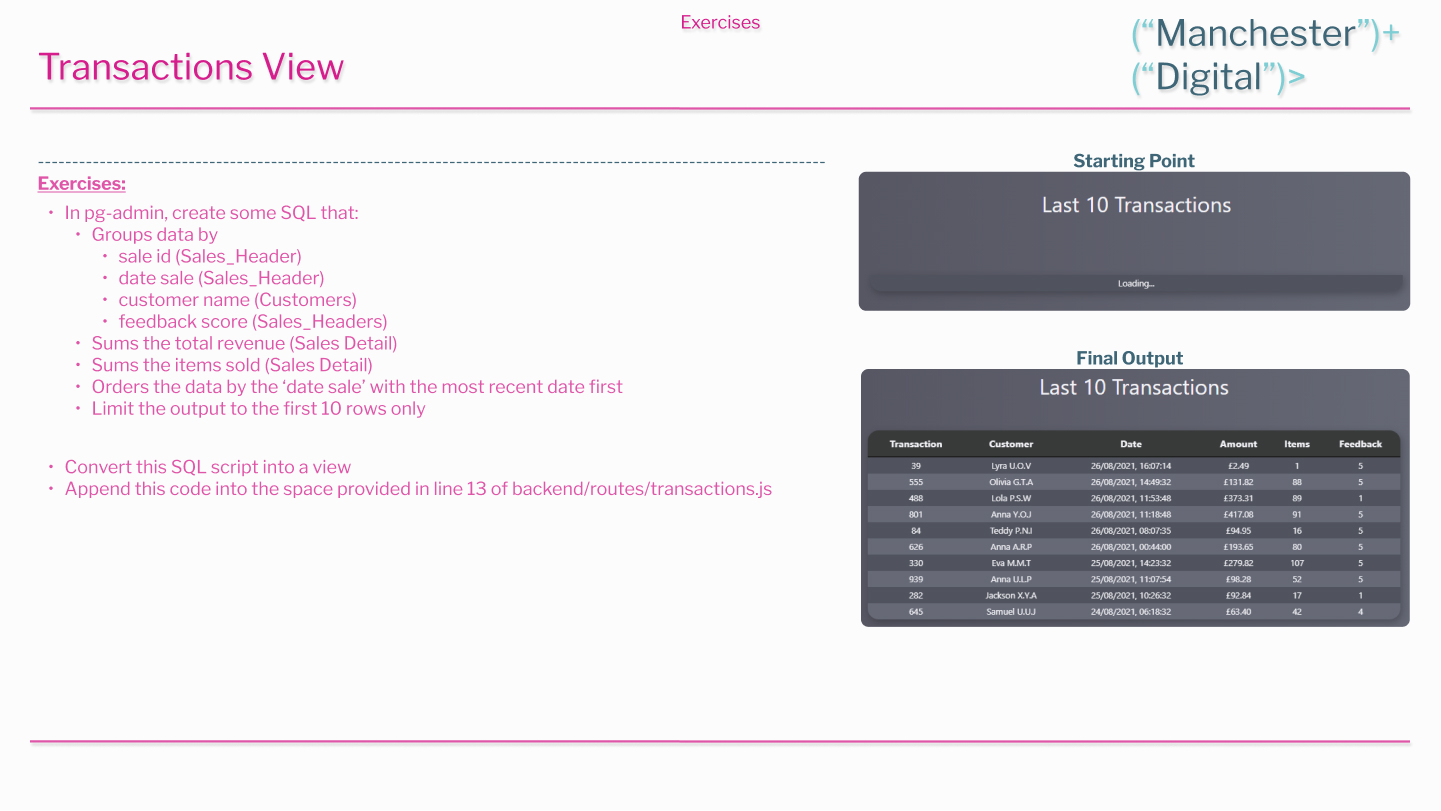 Exercises
Transactions View
(“Manchester”)+
(“Digital”)>
----------------------------------------------------------------------------------------------------------------------
Exercises:
• In pg-admin, create some SQL that:
• Groups data by
• sale id (Sales_Header)
• date sale (Sales_Header)
• customer name (Customers)
• feedback score (Sales_Headers)
• Sums the total revenue (Sales Detail)
• Sums the items sold (Sales Detail)
• Orders the data by the ‘date sale’ with the most recent date first
• Limit the output to the first 10 rows only
• Convert this SQL script into a view
• Append this code into the space provided in line 13 of backend/routes/transactions.js
Starting Point
Last 10 Transactions
Loading...
Final Output
Last 10 Transactions
Transaction Customer Date Amount Items Feedback
39 Lyra U.O.V 26/08/2021, 16:07:14 £2.49 1 5
555 Olivia G.T.A 26/08/2021, 14:49:32 £131.82 88 5
488 Lola P.S.W 26/08/2021, 11:53:48 £373.31 89 1
801 Anna Y.O.J 26/08/2021, 11:18:48 £417.08 91 5
84 Teddy P.N.I 26/08/2021, 08:07:35 £94.95 16 5
626 Anna A.R.P 26/08/2021, 00:44:00 £193.65 80 5
330 Eva M.M.T 25/08/2021, 14:23:32 £279.82 107 5
939 Anna U.L.P 25/08/2021, 11:07:54 £98.28 52 5
282 Jackson X.Y.A 25/08/2021, 10:26:32 £92.84 17 1
645 Samuel U.U.J 24/08/2021, 06:18:32 £63.40 42 4